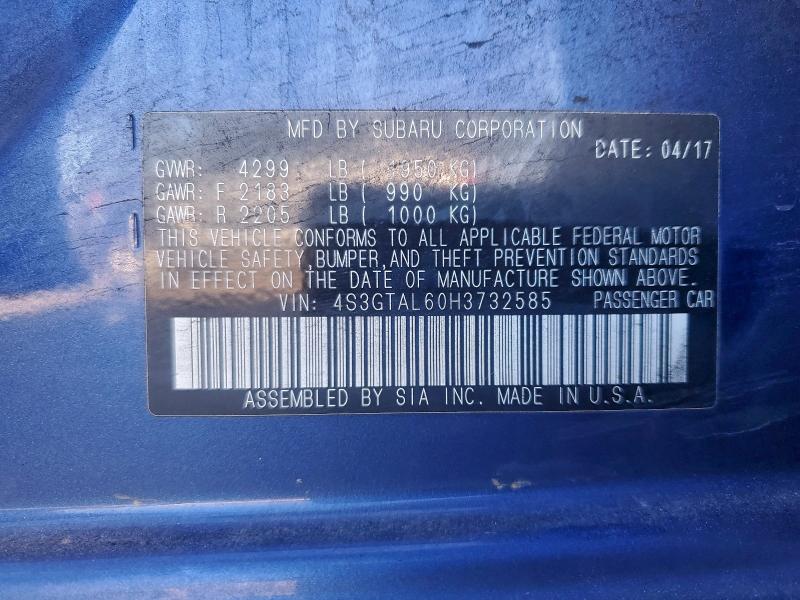 MFD BY SUBARU CORPORATION
DATE: 04/17
GVWR: 4299 LB ( 1950 KG)
GAWR: F 2183 LB ( 990 KG)
GAWR: R 2205 LB ( 1000 KG)
THIS VEHICLE CONFORMS TO ALL APPLICABLE FEDERAL MOTOR
VEHICLE SAFETY,BUMPER,AND THEFT PREVENTION STANDARDS
IN EFFECT ON THE DATE OF MANUFACTURE SHOWN ABOVE.
VIN: 4S3GTAL60H3732585 PASSENGER CAR
ASSEMBLED BY SIA INC. MADE IN U.S.A.